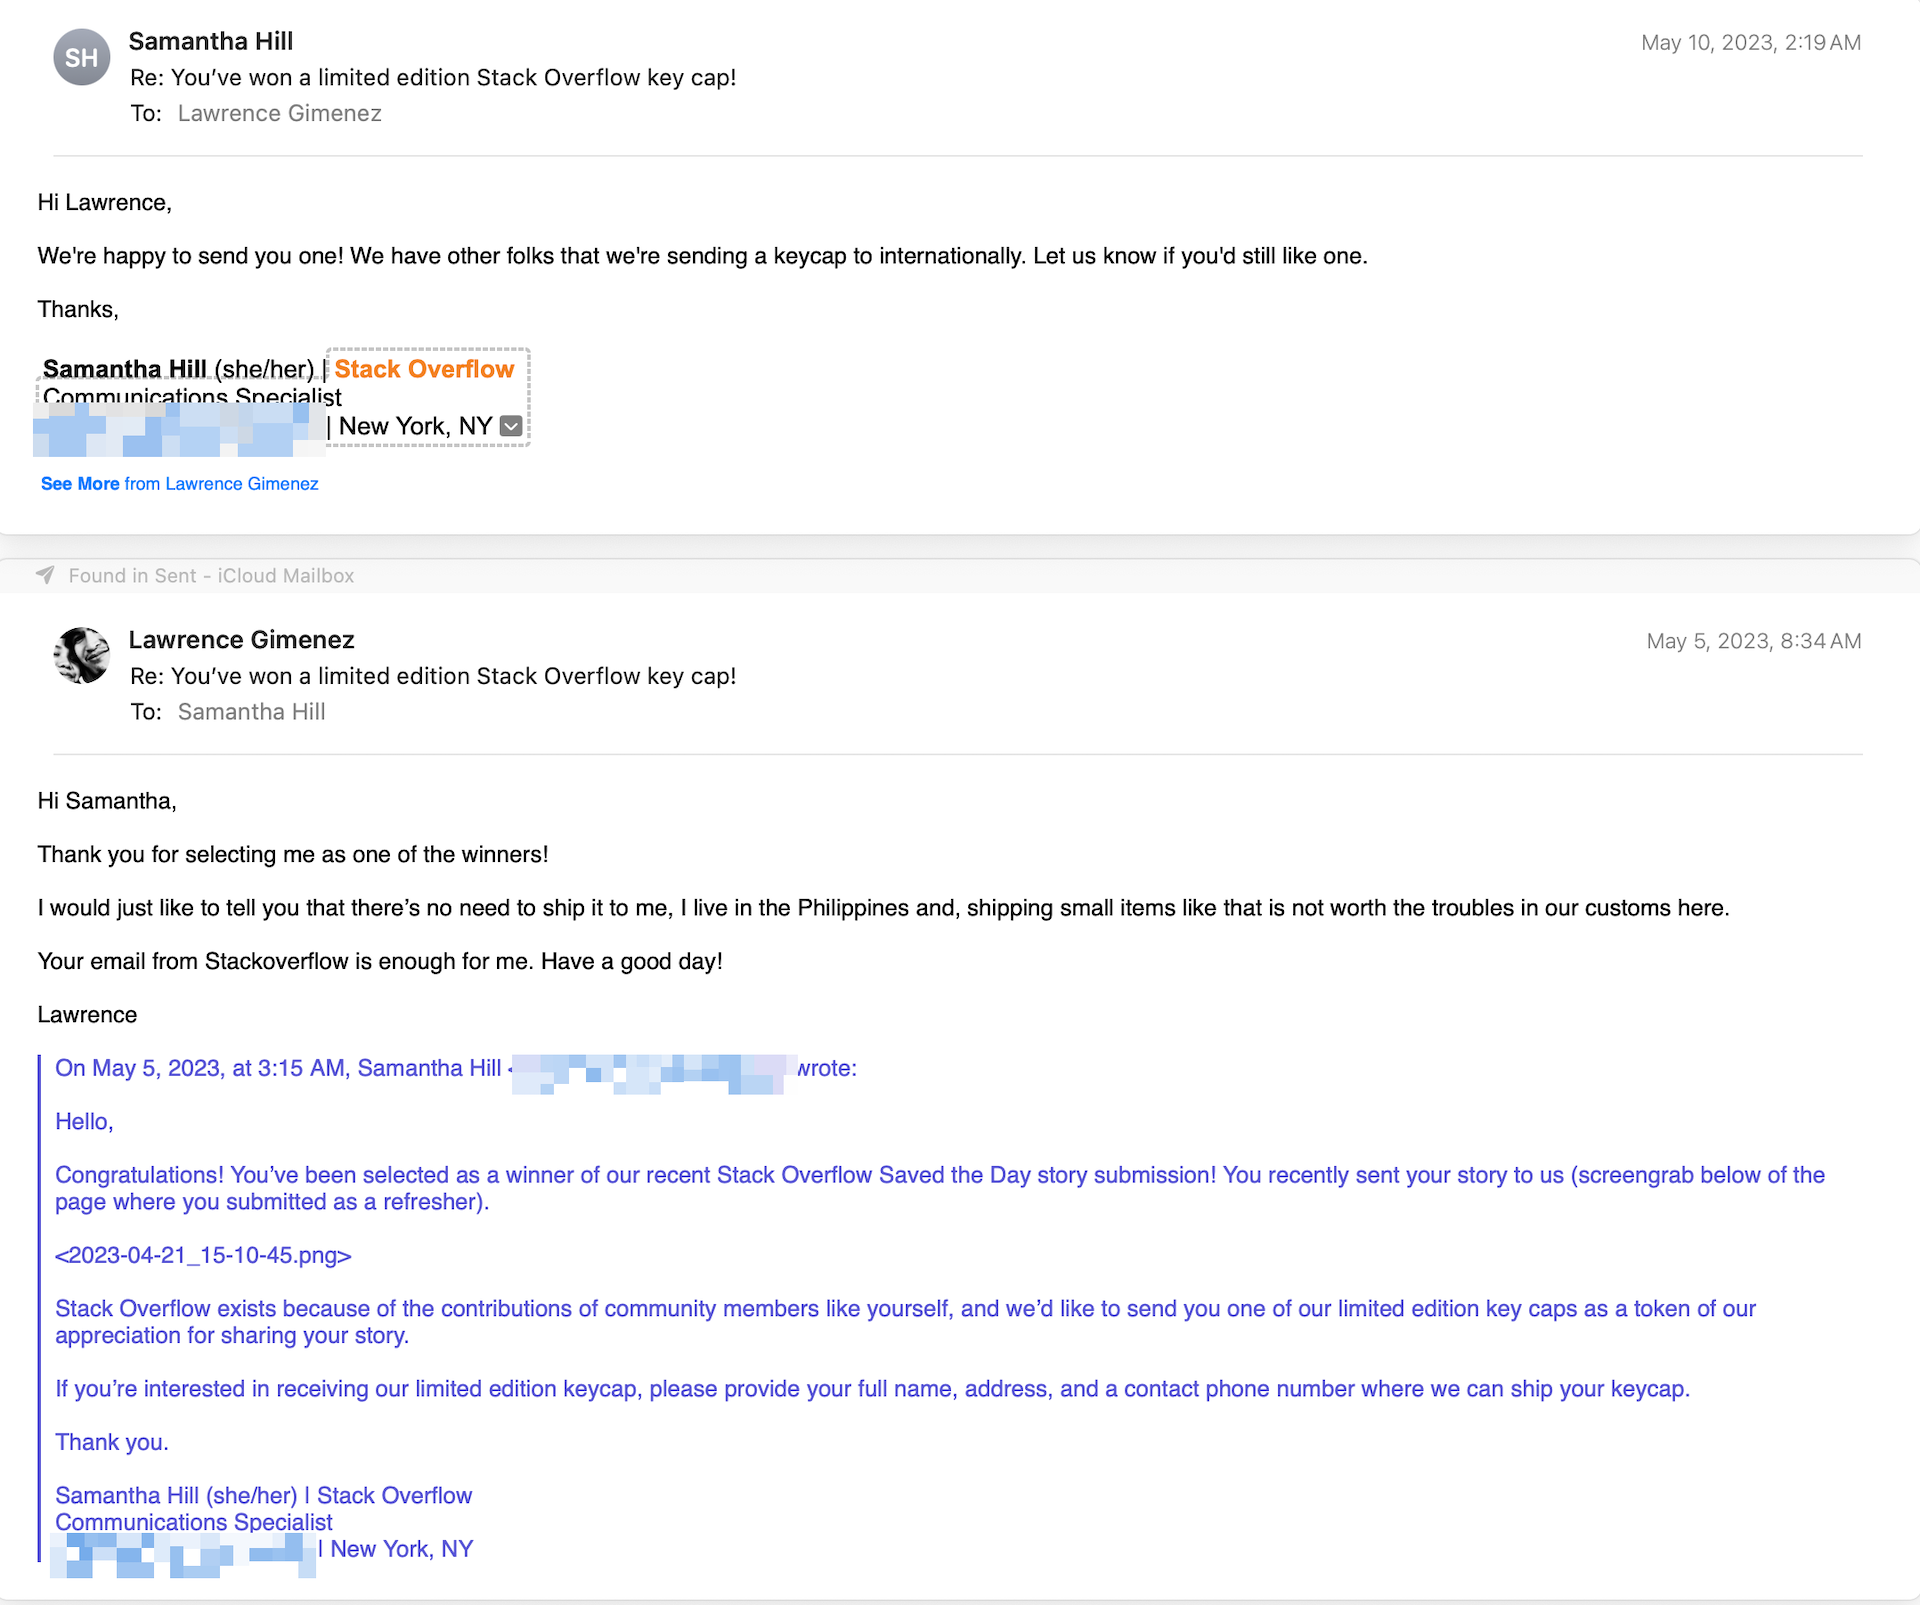 SH
Samantha Hill
May 10, 2023, 2:19 AM
Re: You’ve won a limited edition Stack Overflow key cap!
To: Lawrence Gimenez
Hi Lawrence,
We're happy to send you one! We have other folks that we're sending a keycap to internationally. Let us know if you'd still like one.
Thanks,
Samantha Hill (she/her) | Stack Overflow
Communications Specialist
| New York, NY
See More from Lawrence Gimenez
Found in Sent - iCloud Mailbox
Lawrence Gimenez
May 5, 2023, 8:34 AM
Re: You’ve won a limited edition Stack Overflow key cap!
To: Samantha Hill
Hi Samantha,
Thank you for selecting me as one of the winners!
I would just like to tell you that there’s no need to ship it to me, I live in the Philippines and, shipping small items like that is not worth the troubles in our customs here.
Your email from Stackoverflow is enough for me. Have a good day!
Lawrence
On May 5, 2023, at 3:15 AM, Samantha Hill < wrote:
Hello,
Congratulations! You’ve been selected as a winner of our recent Stack Overflow Saved the Day story submission! You recently sent your story to us (screengrab below of the
page where you submitted as a refresher).
<2023-04-21_15-10-45.png>
Stack Overflow exists because of the contributions of community members like yourself, and we’d like to send you one of our limited edition key caps as a token of our
appreciation for sharing your story.
If you’re interested in receiving our limited edition keycap, please provide your full name, address, and a contact phone number where we can ship your keycap.
Thank you.
Samantha Hill (she/her) | Stack Overflow
Communications Specialist
| New York, NY